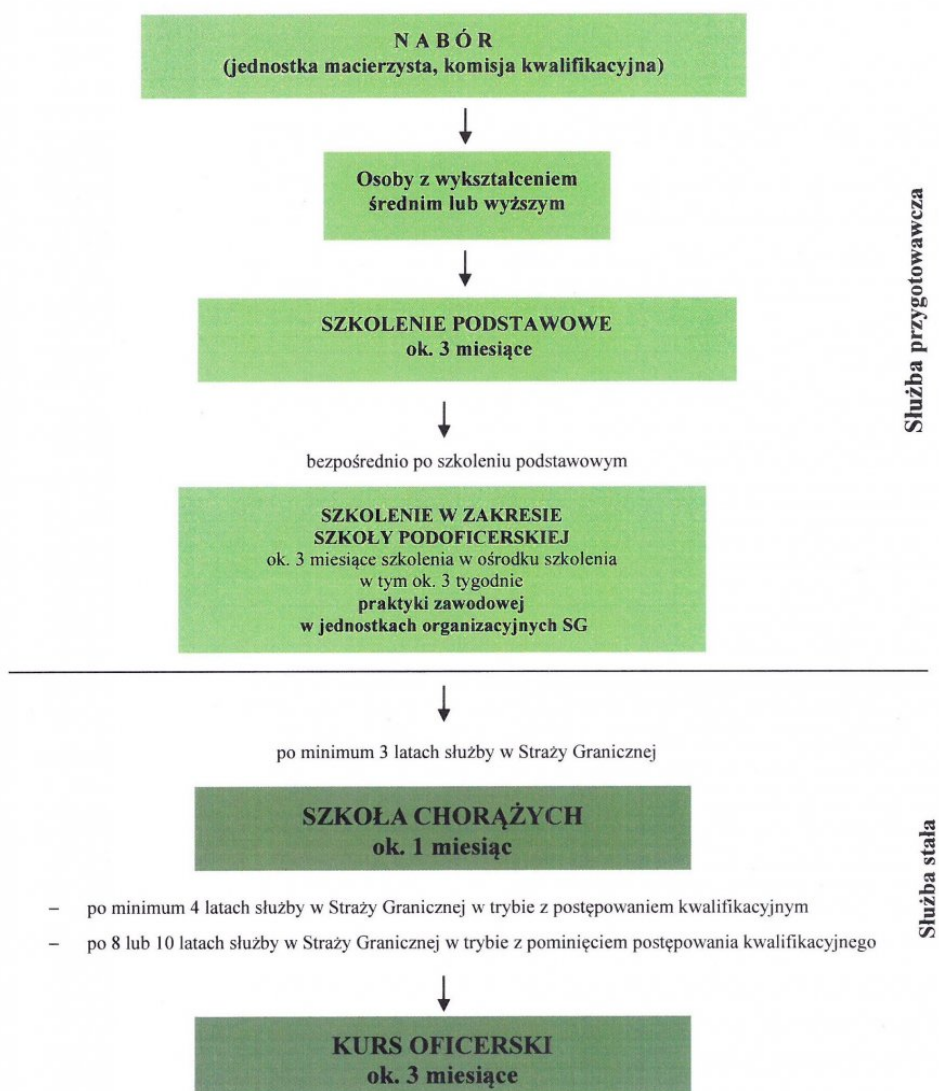 NABÓR
(jednostka macierzysta, komisja kwalifikacyjna)
Osoby z wykształceniem
średnim lub wyższym
SZKOLENIE PODSTAWOWE
ok. 3 miesiące
bezpośrednio po szkoleniu podstawowym
SZKOLENIE W ZAKRESIE
SZKOŁY PODOFICERSKIEJ
ok. 3 miesiące szkolenia w ośrodku szkolenia
w tym ok. 3 tygodnie
praktyki zawodowej
w jednostkach organizacyjnych SG
Służba przygotowawcza
po minimum 3 latach służby w Straży Granicznej
SZKOŁA CHORĄŻYCH
ok. 1 miesiąc
– po minimum 4 latach służby w Straży Granicznej w trybie z postępowaniem kwalifikacyjnym
– po 8 lub 10 latach służby w Straży Granicznej w trybie z pominięciem postępowania kwalifikacyjnego
KURS OFICERSKI
ok. 3 miesiące
Służba stała